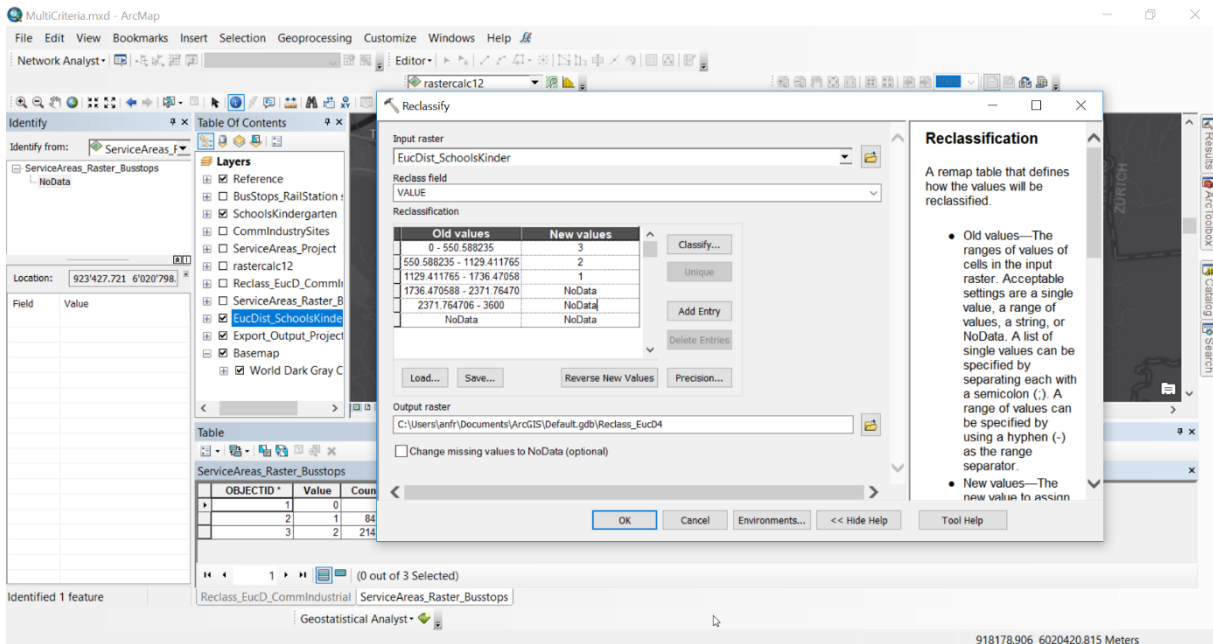 MultiCriteria.mxd - ArcMap
File Edit View Bookmarks Insert Selection Geoprocessing Customize Windows Help
Network Analyst
Editor
rastercalc12
Identify
Identify from:
ServiceAreas_F
ServiceAreas_Raster_Busstops
NoData
Location:
923'427.721 6'020'798.
Field Value
Table Of Contents
Layers
Reference
BusStops_RailStation
SchoolsKindergarten
CommIndustrySites
ServiceAreas_Project
rastercalc12
Reclass_EucD_CommI
ServiceAreas_Raster_B
EucDist_SchoolsKinde
Export_Output_Project
Basemap
World Dark Gray C
Reclassify
Input raster
EucDist_SchoolsKinder
Reclass field
VALUE
Reclassification
Old values New values
0 - 550.588235 3
550.588235 - 1129.411765 2
1129.411765 - 1736.47058 1
1736.470588 - 2371.76470 NoData
2371.764706 - 3600 NoData
NoData NoData
Classify...
Unique
Add Entry
Delete Entries
Load... Save... Reverse New Values Precision...
Output raster
C:\Users\anfr\Documents\ArcGIS\Default.gdb\Reclass_EucD4
Change missing values to NoData (optional)
OK Cancel Environments... << Hide Help Tool Help
Reclassification
A remap table that defines
how the values will be
reclassified.
• Old values—The
ranges of values of
cells in the input
raster. Acceptable
settings are a single
value, a range of
values, a string, or
NoData. A list of
single values can be
specified by
separating each with
a semicolon (;). A
range of values can
be specified by
using a hyphen (-)
as the range
separator.
• New values—The
new value to assign
ZÜRICH
Results
ArcToolbox
Catalog
Search
Table
ServiceAreas_Raster_Busstops
OBJECTID * Value Coun
1 0
2 1 84
3 2 214
1
(0 out of 3 Selected)
Reclass_EucD_CommIndustrial ServiceAreas_Raster_Busstops
Identified 1 feature
Geostatistical Analyst
918178.906 6020420.815 Meters